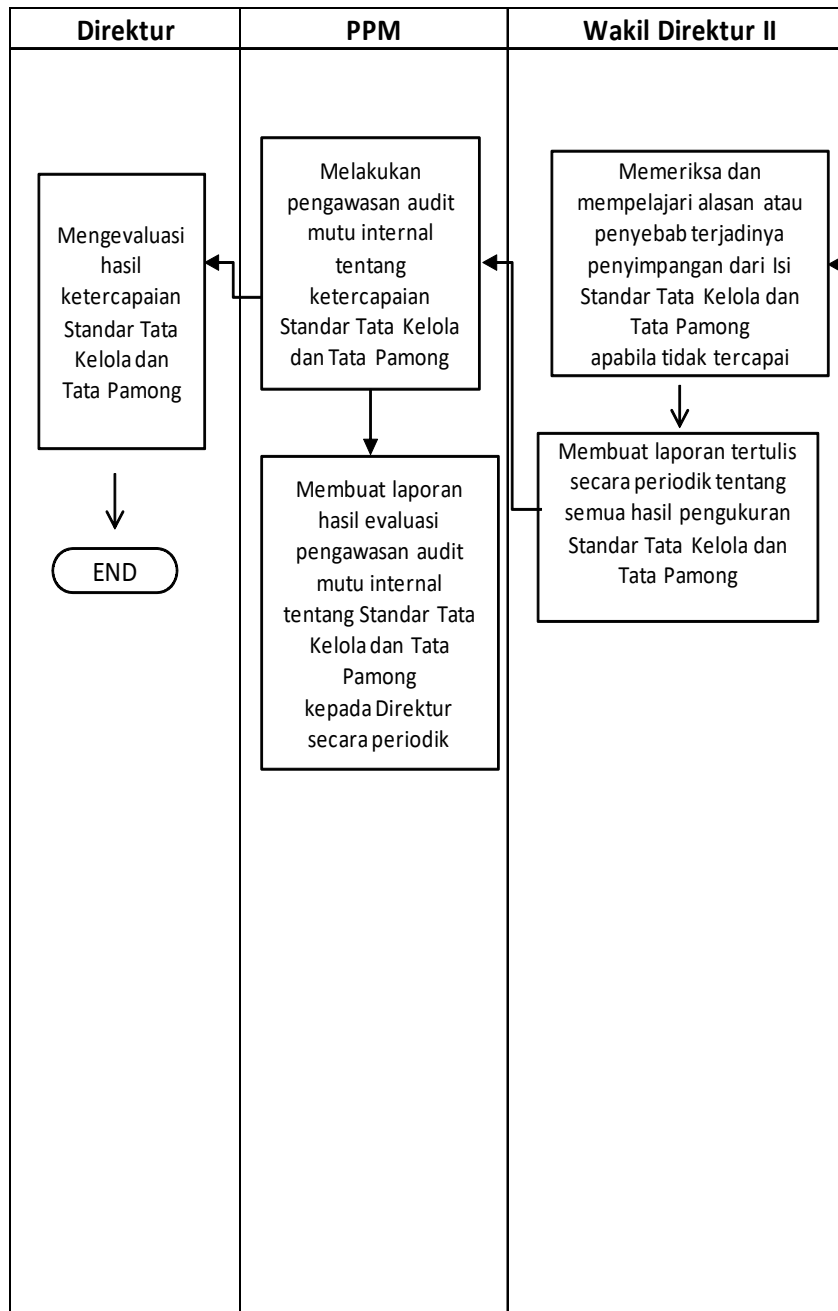 Direktur
PPM
Wakil Direktur II
Mengevaluasi
hasil
ketercapaian
Standar Tata
Kelola dan
Tata Pamong
END
Melakukan
pengawasan audit
mutu internal
tentang
ketercapaian
Standar Tata Kelola
dan Tata Pamong
Membuat laporan
hasil evaluasi
pengawasan audit
mutu internal
tentang Standar Tata
Kelola dan Tata
Pamong
kepada Direktur
secara periodik
Memeriksa dan
mempelajari alasan atau
penyebab terjadinya
penyimpangan dari Isi
Standar Tata Kelola dan
Tata Pamong
apabila tidak tercapai
Membuat laporan tertulis
secara periodik tentang
semua hasil pengukuran
Standar Tata Kelola dan
Tata Pamong